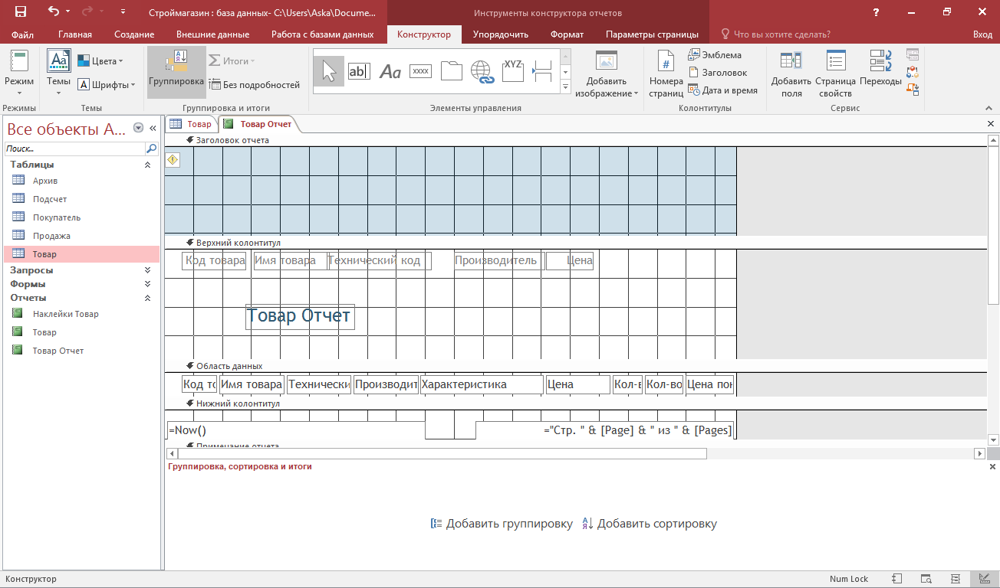 Строймагазин : база данных- C:\Users\Aska\Docume...
Инструменты конструктора отчетов
?
Файл
Главная
Создание
Внешние данные
Работа с базами данных
Конструктор
Упорядочить
Формат
Параметры страницы
Что вы хотите сделать?
Вход
Режим
Режимы
Aa
Темы
Цвета
Шрифты
Темы
Группировка
Итоги
Без подробностей
Группировка и итоги
ab
Aa
xxxx
XYZ
Элементы управления
Добавить
изображение
Номера
страниц
Эмблема
Заголовок
Дата и время
Колонтитулы
Добавить
поля
Страница
свойств
Переходы
Сервис
Все объекты A...
Поиск...
Таблицы
Архив
Подсчет
Покупатель
Продажа
Товар
Запросы
Формы
Отчеты
Наклейки Товар
Товар
Товар Отчет
Товар
Товар Отчет
Заголовок отчета
Верхний колонтитул
Код товара
Имя товара
Технический код
Производитель
Цена
Товар Отчет
Область данных
Код то
Имя товара
Технически
Производит
Характеристика
Цена
Кол-в
Кол-во
Цена пок
Нижний колонтитул
=Now()
="Стр. " & [Page] & " из " & [Pages]
Примечание отчета
Группировка, сортировка и итоги
Добавить группировку
Добавить сортировку
Конструктор
Num Lock